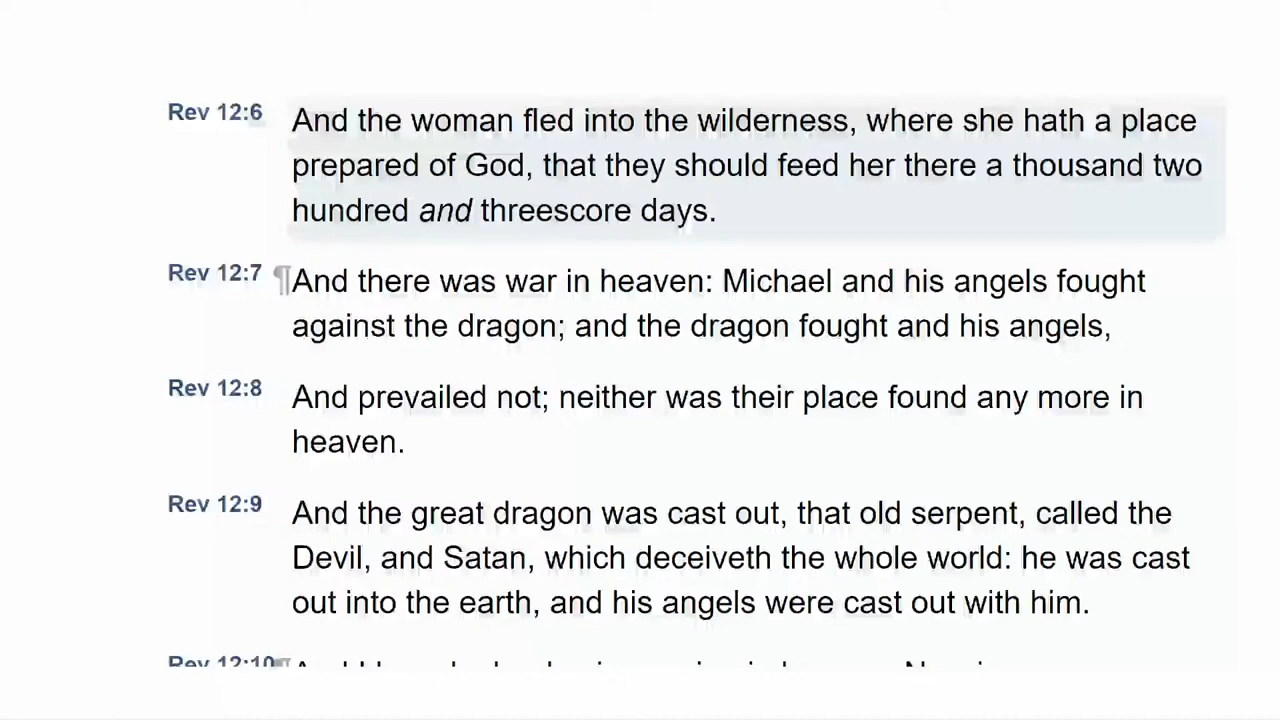 Rev 12:6 And the woman fled into the wilderness, where she hath a place
prepared of God, that they should feed her there a thousand two
hundred and threescore days.
Rev 12:7 ¶And there was war in heaven: Michael and his angels fought
against the dragon; and the dragon fought and his angels,
Rev 12:8 And prevailed not; neither was their place found any more in
heaven.
Rev 12:9 And the great dragon was cast out, that old serpent, called the
Devil, and Satan, which deceiveth the whole world: he was cast
out into the earth, and his angels were cast out with him.
Rev 12:10